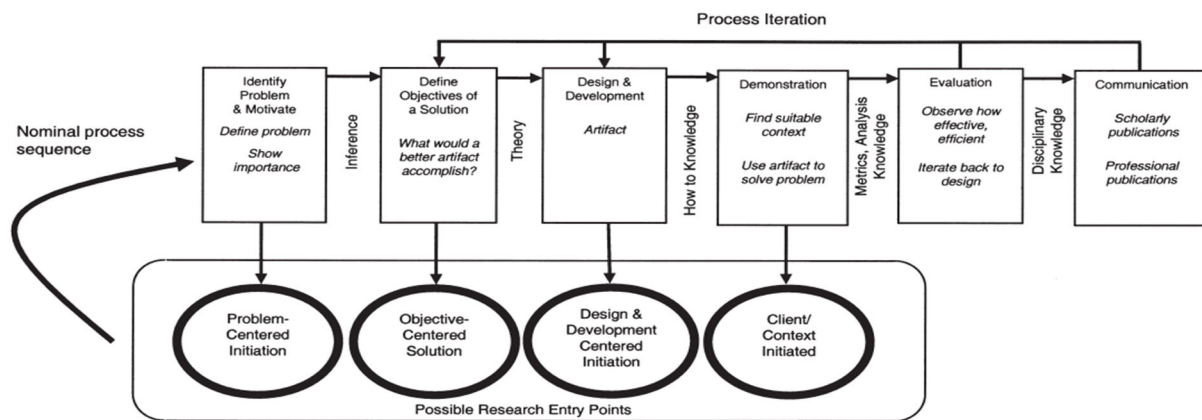 Process Iteration
Nominal process
sequence
Identify
Problem
& Motivate
Define problem
Show
importance
Inference
Define
Objectives of
a Solution
What would a
better artifact
accomplish?
Theory
Design &
Development
Artifact
How to Knowledge
Demonstration
Find suitable
context
Use artifact to
solve problem
Metrics, Analysis
Knowledge
Evaluation
Observe how
effective,
efficient
Iterate back to
design
Disciplinary
Knowledge
Communication
Scholarly
publications
Professional
publications
Problem-
Centered
Initiation
Objective-
Centered
Solution
Design &
Development
Centered
Initiation
Client/
Context
Initiated
Possible Research Entry Points